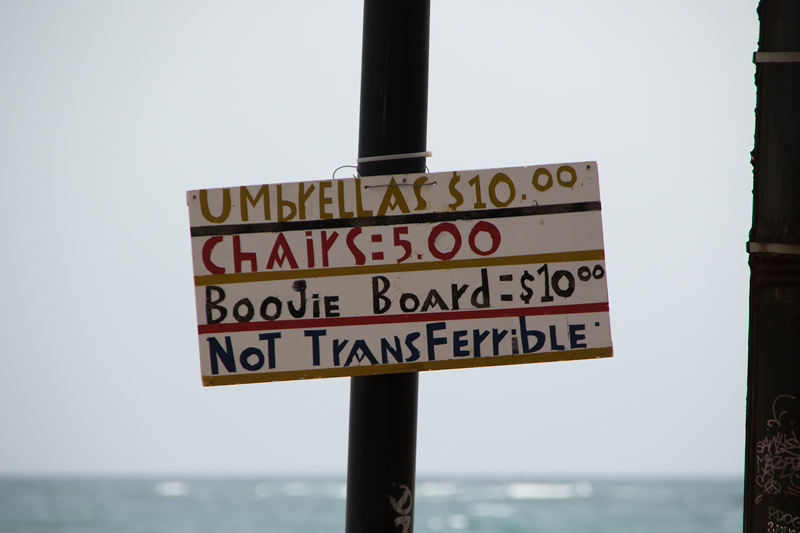 UMbrELLAS $10.00
ChAirS=5.00
BooJie BoArd=$10.00
NoT TrANSFerribLE